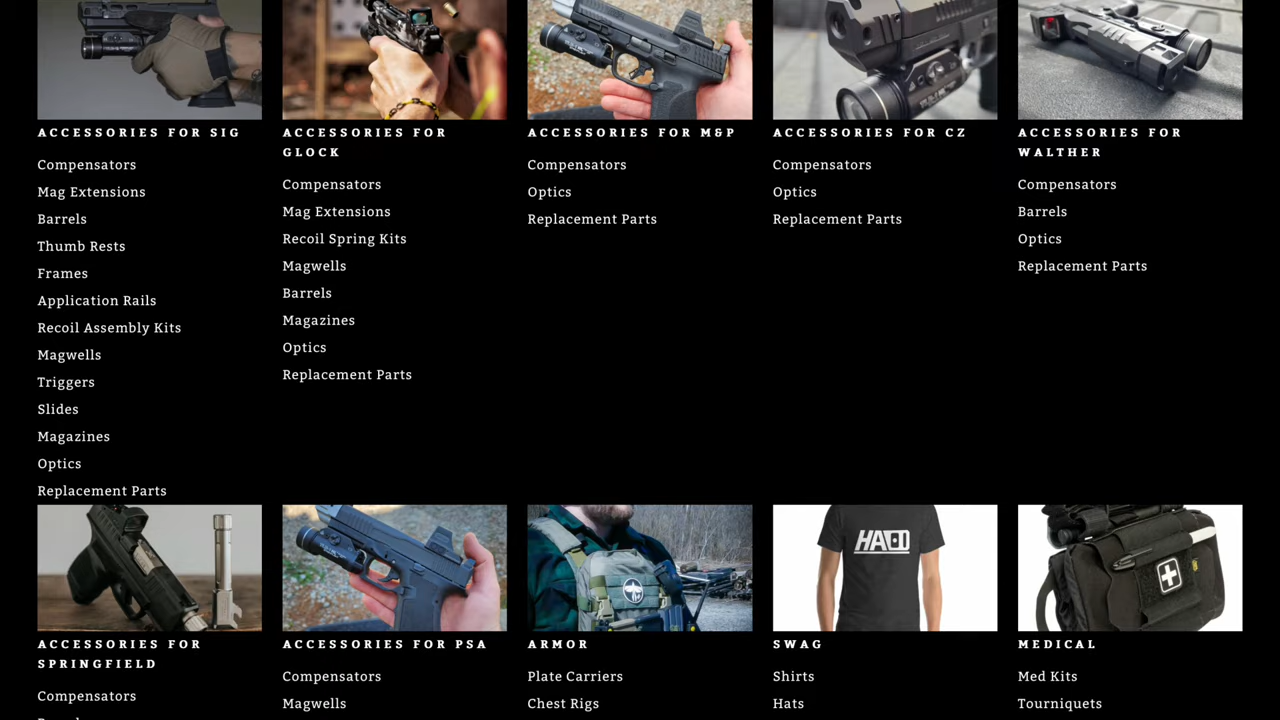 ACCESSORIES FOR SIG
Compensators
Mag Extensions
Barrels
Thumb Rests
Frames
Application Rails
Recoil Assembly Kits
Magwells
Triggers
Slides
Magazines
Optics
Replacement Parts
ACCESSORIES FOR
GLOCK
Compensators
Mag Extensions
Recoil Spring Kits
Magwells
Barrels
Magazines
Optics
Replacement Parts
ACCESSORIES FOR M&P
Compensators
Optics
Replacement Parts
ACCESSORIES FOR CZ
Compensators
Optics
Replacement Parts
ACCESSORIES FOR
WALTHER
Compensators
Barrels
Optics
Replacement Parts
ACCESSORIES FOR
SPRINGFIELD
Compensators
ACCESSORIES FOR PSA
Compensators
Magwells
ARMOR
Plate Carriers
Chest Rigs
HALO
SWAG
Shirts
Hats
MEDICAL
Med Kits
Tourniquets